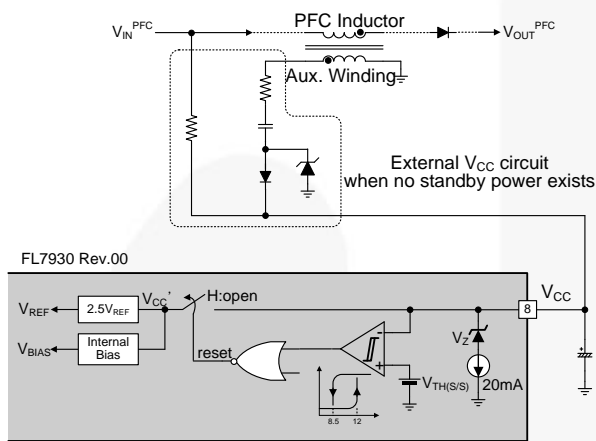 PFC Inductor
V_IN^PFC
V_OUT^PFC
Aux. Winding
External V_CC circuit
when no standby power exists
FL7930 Rev.00
H:open
V_CC
8
V_REF
2.5V_REF
V_CC'
V_Z
V_BIAS
Internal
Bias
reset
-
+
V_TH(S/S)
20mA
+
8.5
12